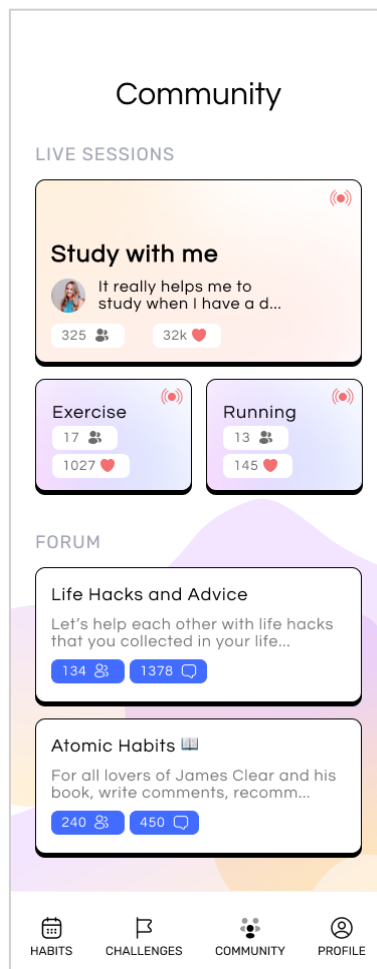 Community
LIVE SESSIONS
Study with me
It really helps me to
study when I have a d...
325
32k
Exercise
17
1027
Running
13
145
FORUM
Life Hacks and Advice
Let's help each other with life hacks
that you collected in your life...
134
1378
Atomic Habits 📖
For all lovers of James Clear and his
book, write comments, recomm...
240
450
HABITS
CHALLENGES
COMMUNITY
PROFILE